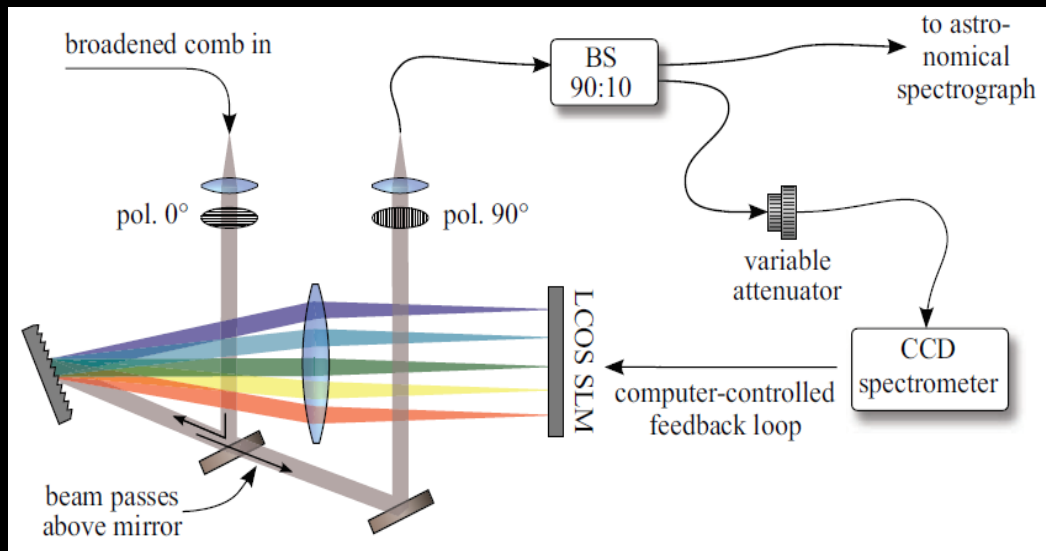 broadened comb in
pol. 0°
pol. 90°
BS
90:10
to astro-
nomical
spectrograph
variable
attenuator
LCOS SLM
CCD
spectrometer
computer-controlled
feedback loop
beam passes
above mirror